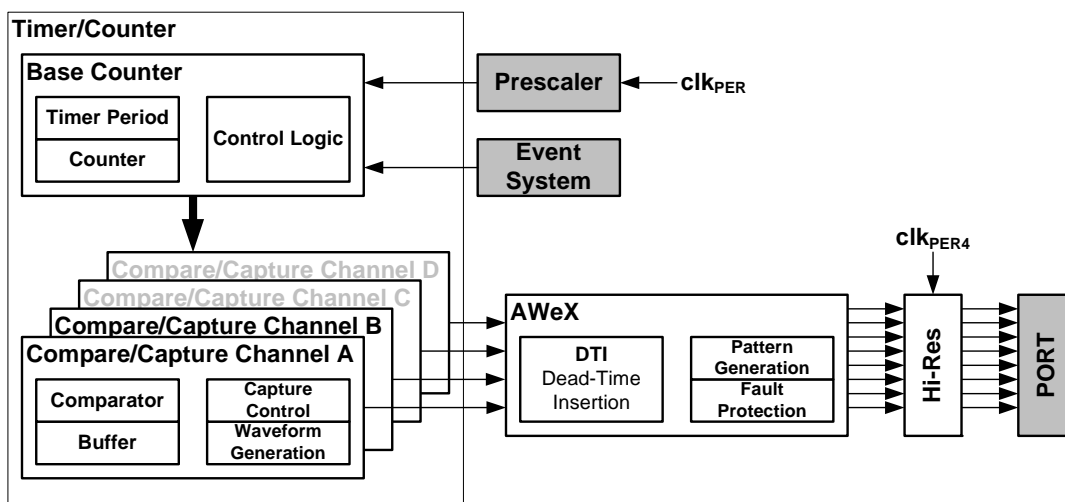 Timer/Counter
Base Counter
Timer Period
Counter
Control Logic
Prescaler
clkPER
Event
System
Compare/Capture Channel D
Compare/Capture Channel C
Compare/Capture Channel B
Compare/Capture Channel A
Comparator
Buffer
Capture
Control
Waveform
Generation
AWeX
DTI
Dead-Time
Insertion
Pattern
Generation
Fault
Protection
clkPER4
Hi-Res
PORT